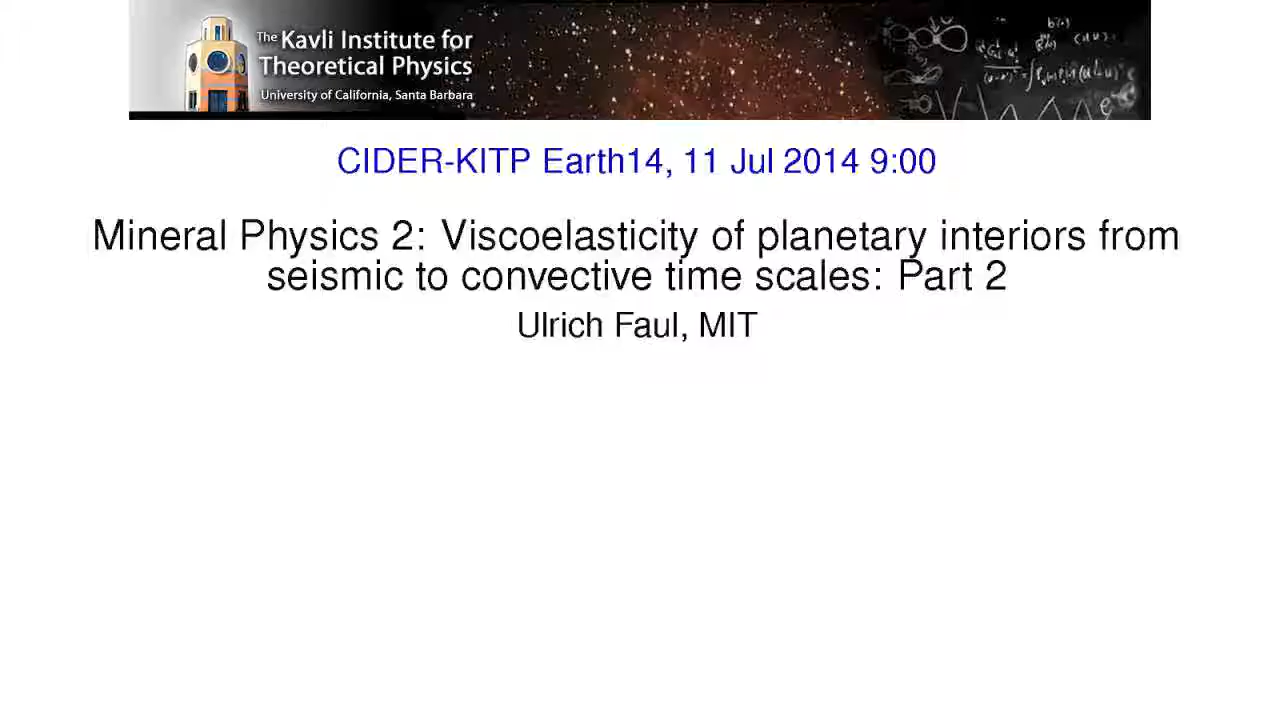 The Kavli Institute for
Theoretical Physics
University of California, Santa Barbara
CIDER-KITP Earth14, 11 Jul 2014 9:00
Mineral Physics 2: Viscoelasticity of planetary interiors from
seismic to convective time scales: Part 2
Ulrich Faul, MIT